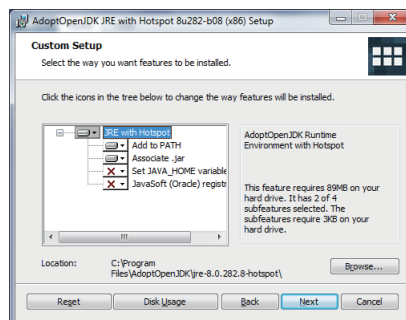 AdoptOpenJDK JRE with Hotspot 8u282-b08 (x86) Setup
Custom Setup
Select the way you want features to be installed.
Click the icons in the tree below to change the way features will be installed.
JRE with Hotspot
Add to PATH
Associate .jar
Set JAVA_HOME variable
JavaSoft (Oracle) registr
AdoptOpenJDK Runtime
Environment with Hotspot
This feature requires 89MB on your
hard drive. It has 2 of 4
subfeatures selected. The
subfeatures require 3KB on your
hard drive.
Location:
C:\Program
Files\AdoptOpenJDK\jre-8.0.282.8-hotspot\
Browse...
Reset
Disk Usage
Back
Next
Cancel